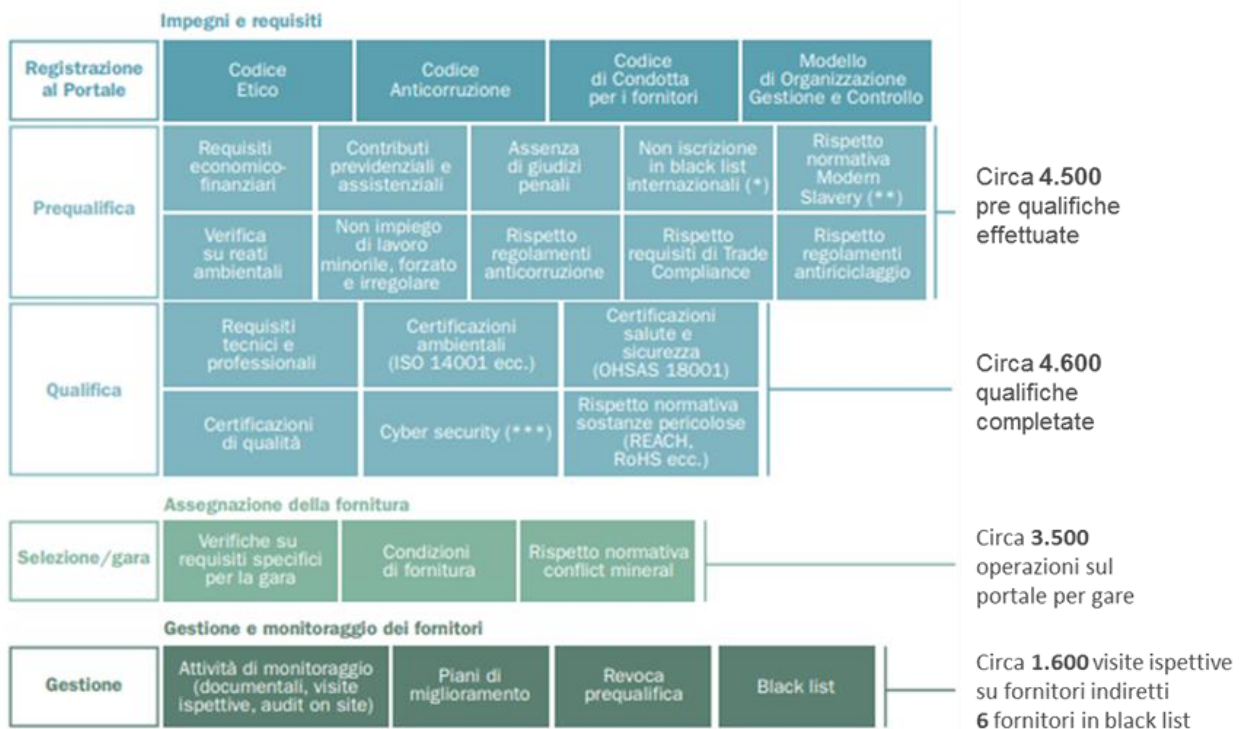 Impegni e requisiti
Registrazione
al Portale
Codice
Etico
Codice
Anticorruzione
Codice
di Condotta
per i fornitori
Modello
di Organizzazione
Gestione e Controllo
Prequalifica
Requisiti
economico-
finanziari
Contributi
previdenziali e
assistenziali
Assenza
di giudizi
penali
Non iscrizione
in black list
internazionali (*)
Rispetto
normativa
Modern
Slavery (**)
Verifica
su reati
ambientali
Non impiego
di lavoro
minorile, forzato
e irregolare
Rispetto
regolamenti
anticorruzione
Rispetto
requisiti di Trade
Compliance
Rispetto
regolamenti
antiriciclaggio
Circa 4.500
pre qualifiche
effettuate
Qualifica
Requisiti
tecnici e
professionali
Certificazioni
ambientali
(ISO 14001 ecc.)
Certificazioni
salute e
sicurezza
(OHSAS 18001)
Certificazioni
di qualità
Cyber security (***)
Rispetto normativa
sostanze pericolose
(REACH,
RoHS ecc.)
Circa 4.600
qualifiche
completate
Assegnazione della fornitura
Selezione/gara
Verifiche su
requisiti specifici
per la gara
Condizioni
di fornitura
Rispetto normativa
conflict mineral
Circa 3.500
operazioni sul
portale per gare
Gestione e monitoraggio dei fornitori
Gestione
Attività di monitoraggio
(documentali, visite
ispettive, audit on site)
Piani di
miglioramento
Revoca
prequalifica
Black list
Circa 1.600 visite ispettive
su fornitori indiretti
6 fornitori in black list